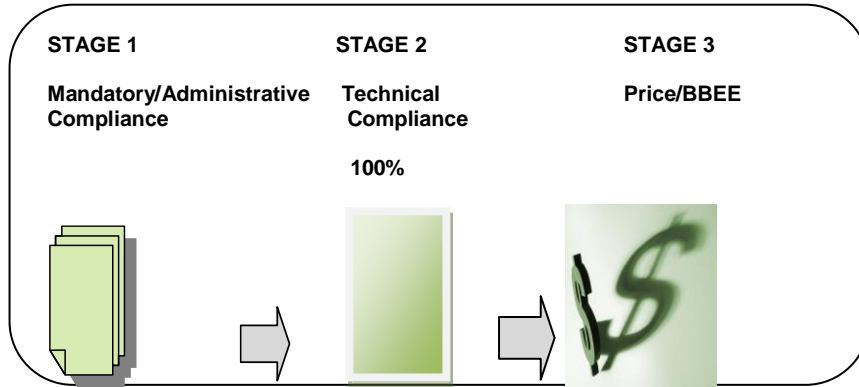 STAGE 1
Mandatory/Administrative
Compliance
STAGE 2
Technical
Compliance
100%
STAGE 3
Price/BBEE